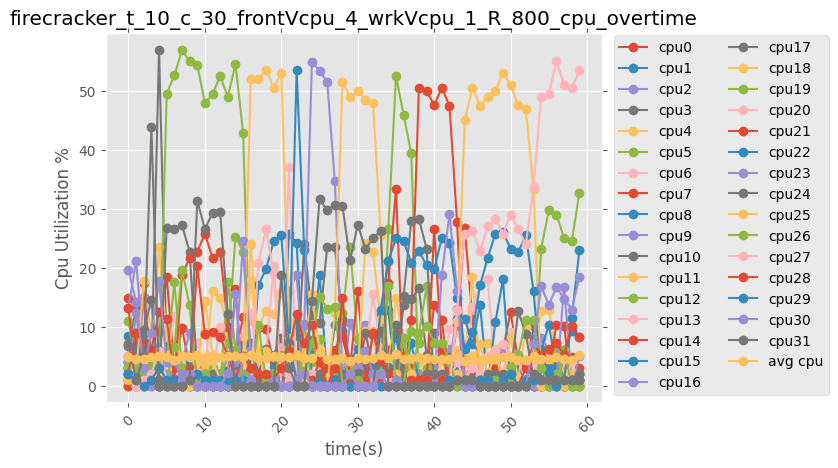 firecracker_t_10_c_30_frontVcpu_4_wrkVcpu_1_R_800_cpu_overtime
Cpu Utilization %
50
40
30
20
10
0
0
10
20
30
40
50
60
time(s)
cpu0
cpu1
cpu2
cpu3
cpu4
cpu5
cpu6
cpu7
cpu8
cpu9
cpu10
cpu11
cpu12
cpu13
cpu14
cpu15
cpu16
cpu17
cpu18
cpu19
cpu20
cpu21
cpu22
cpu23
cpu24
cpu25
cpu26
cpu27
cpu28
cpu29
cpu30
cpu31
avg cpu